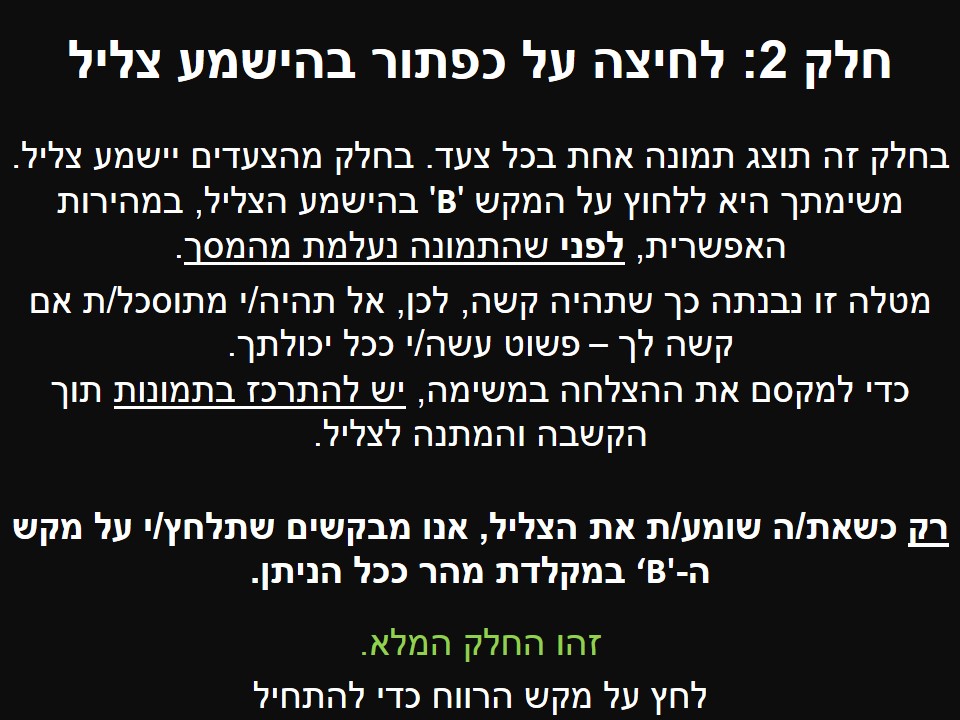 חלק 2: לחיצה על כפתור בהישמע צליל
בחלק זה תוצג תמונה אחת בכל צעד. בחלק מהצעדים יישמע צליל.
משימתך היא ללחוץ על המקש 'B' בהישמע הצליל, במהירות
האפשרית, לפני שהתמונה נעלמת מהמסך.
מטלה זו נבנתה כך שתהיה קשה, לכן, אל תהיה/י מתוסכל/ת אם
קשה לך – פשוט עשה/י ככל יכולתך.
כדי למקסם את ההצלחה במשימה, יש להתרכז בתמונות תוך
הקשבה והמתנה לצליל.
רק כשאת/ה שומע/ת את הצליל, אנו מבקשים שתלחץ/י על מקש
ה-'B‘ במקלדת מהר ככל הניתן.
זהו החלק המלא.
לחץ על מקש הרווח כדי להתחיל